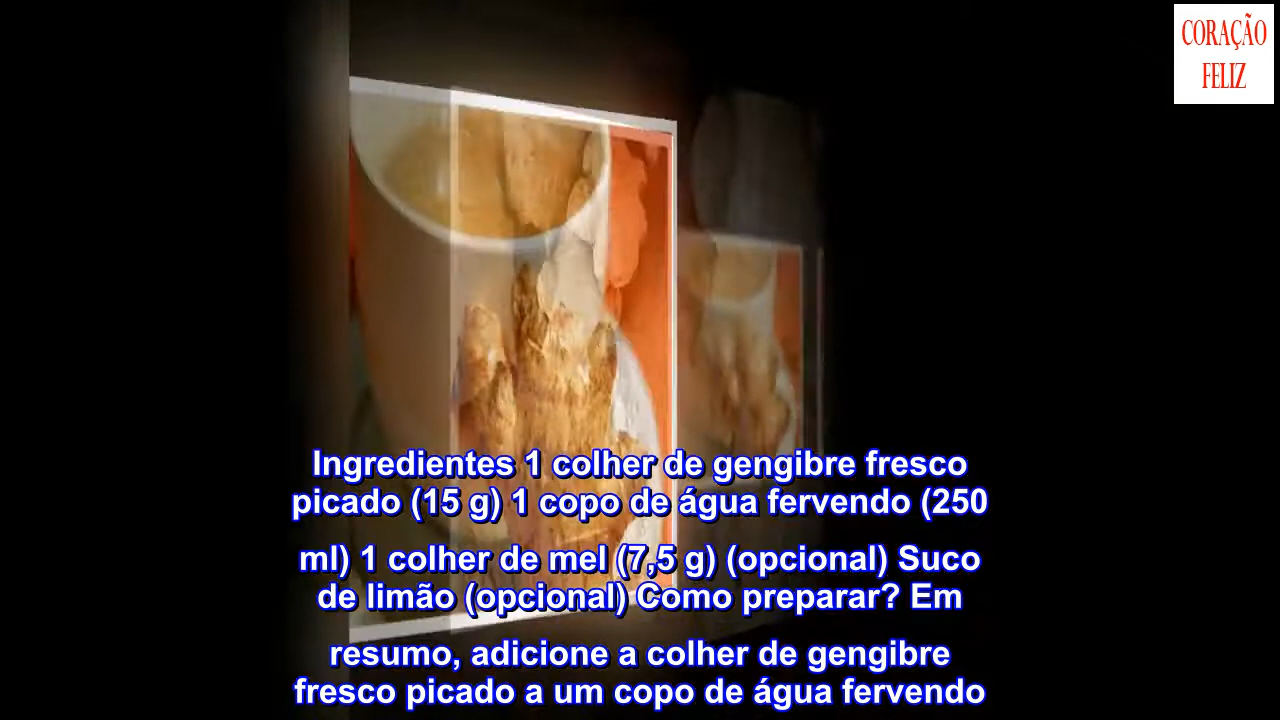 CORAÇÃO
FELIZ
Ingredientes 1 colher de gengibre fresco
picado (15 g) 1 copo de água fervendo (250
ml) 1 colher de mel (7,5 g) (opcional) Suco
de limão (opcional) Como preparar? Em
resumo, adicione a colher de gengibre
fresco picado a um copo de água fervendo